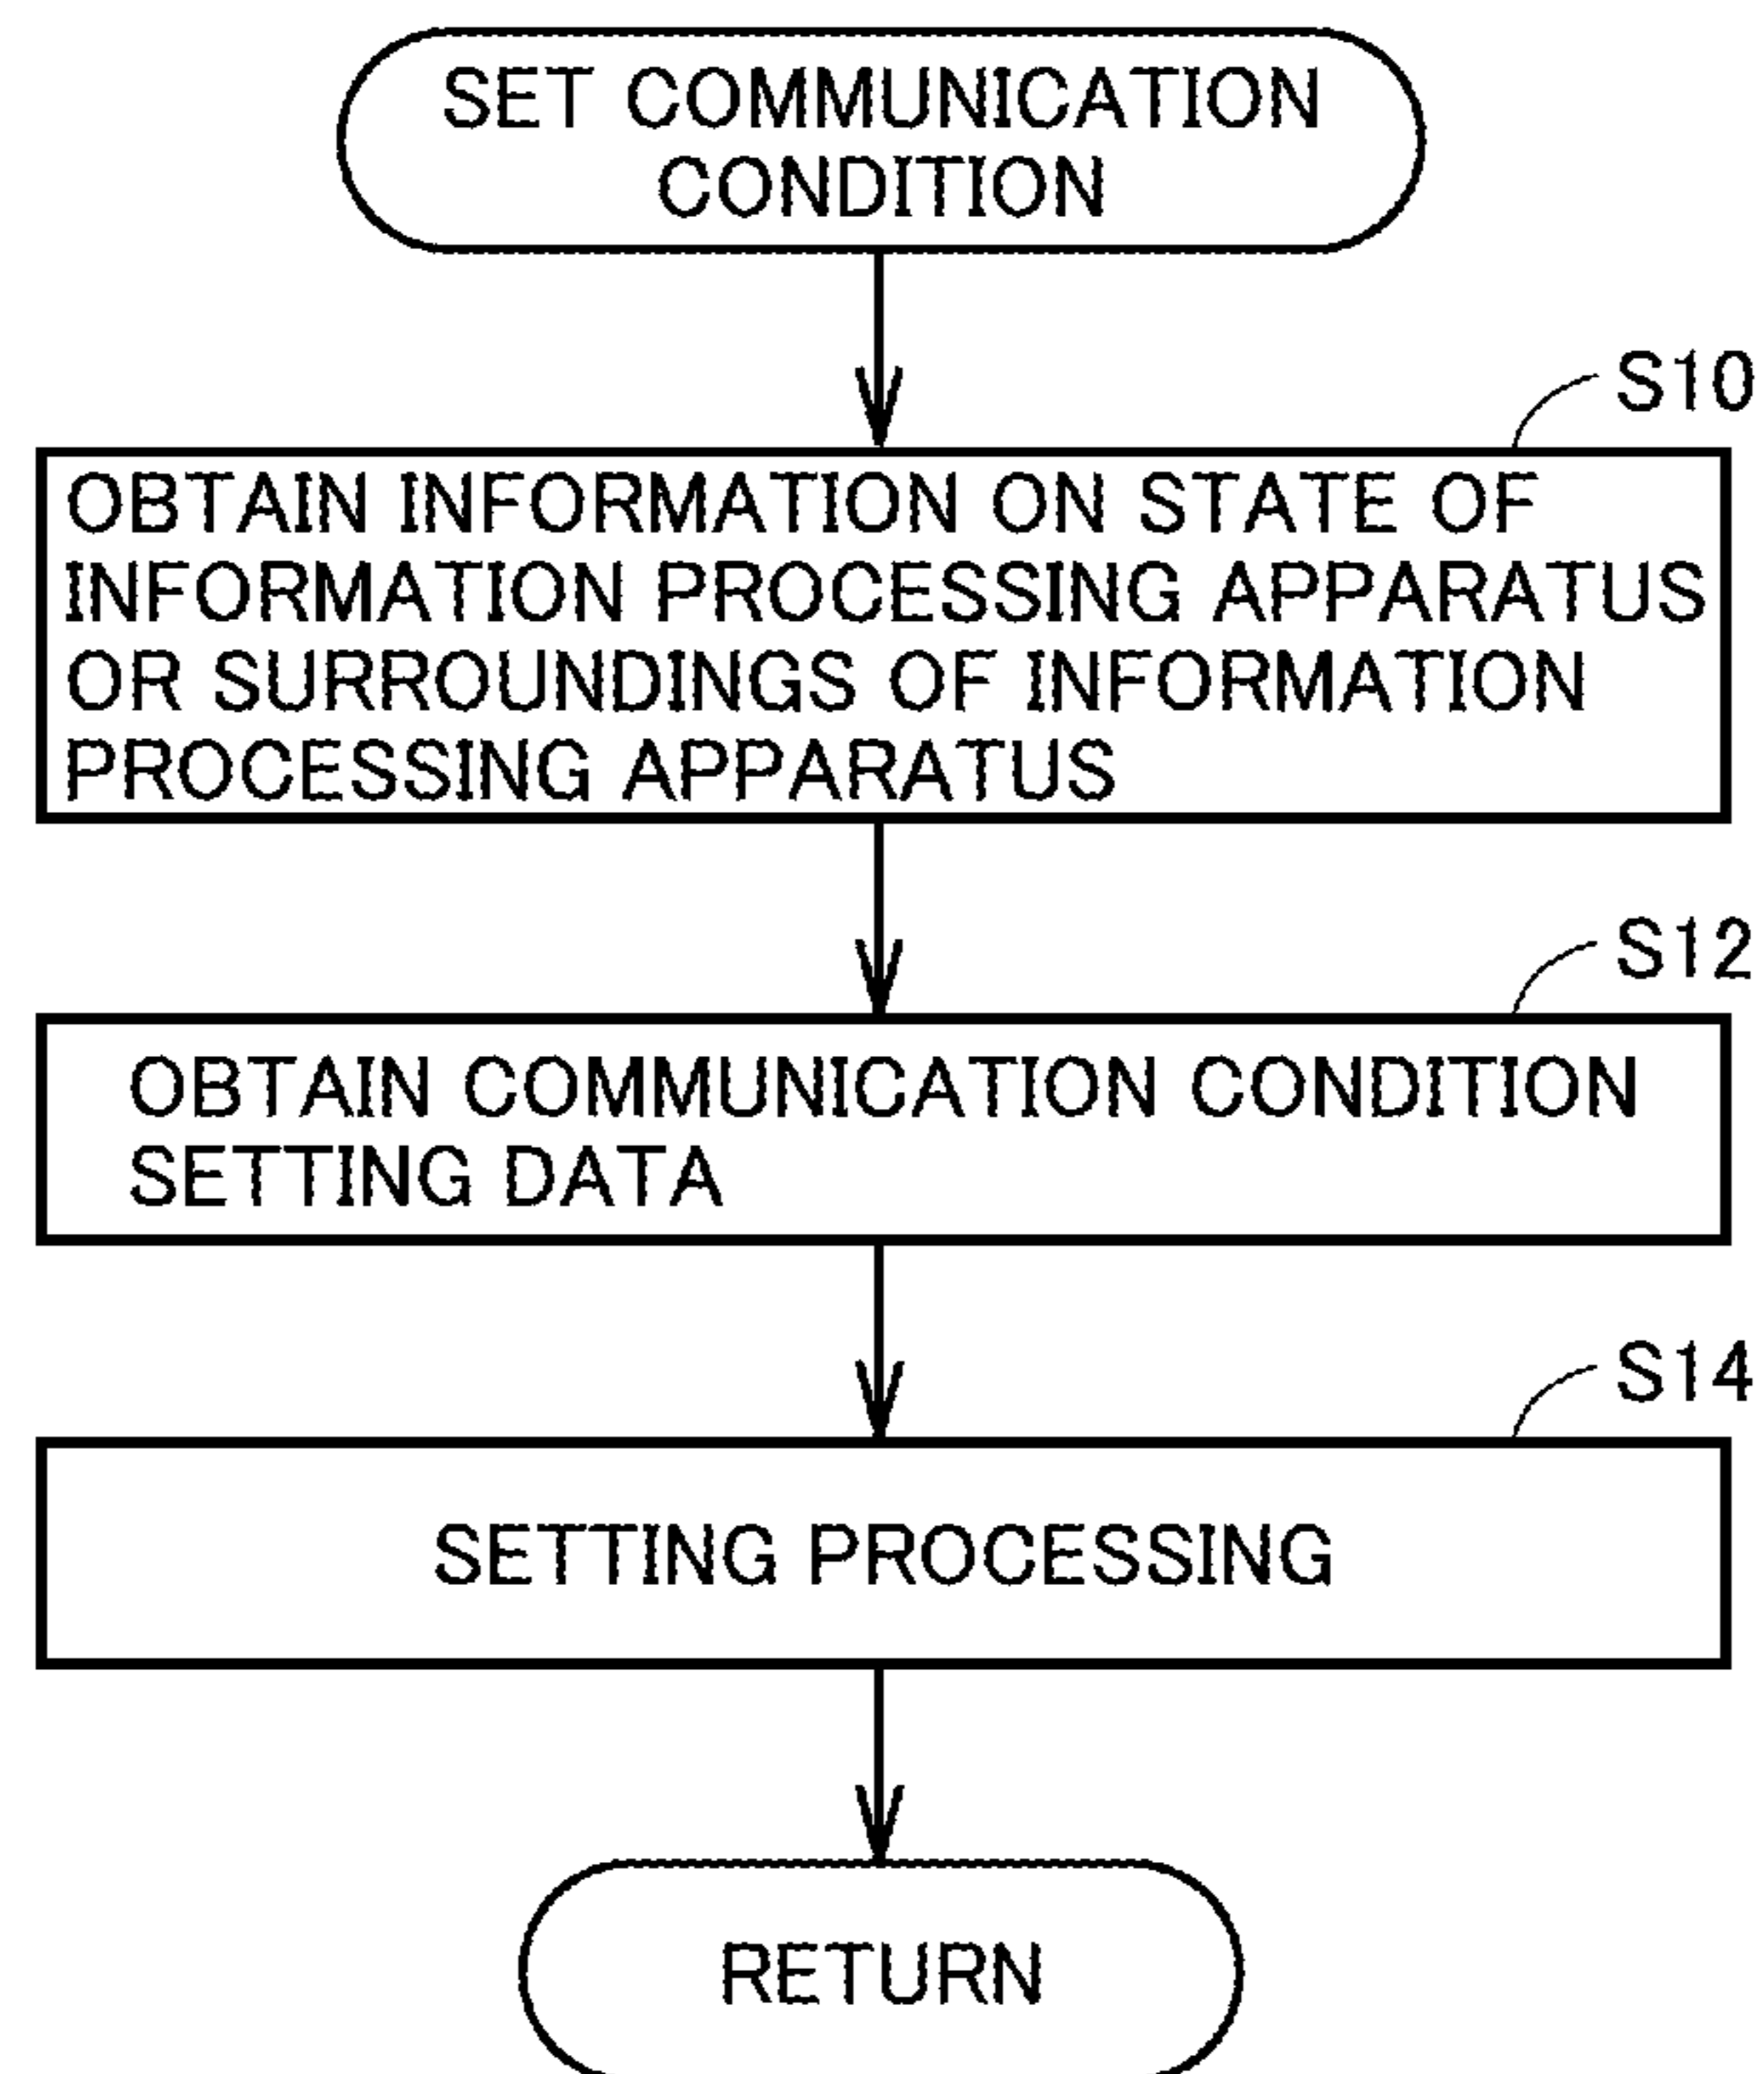 SET COMMUNICATION
CONDITION
S10
OBTAIN INFORMATION ON STATE OF
INFORMATION PROCESSING APPARATUS
OR SURROUNDINGS OF INFORMATION
PROCESSING APPARATUS
S12
OBTAIN COMMUNICATION CONDITION
SETTING DATA
S14
SETTING PROCESSING
RETURN